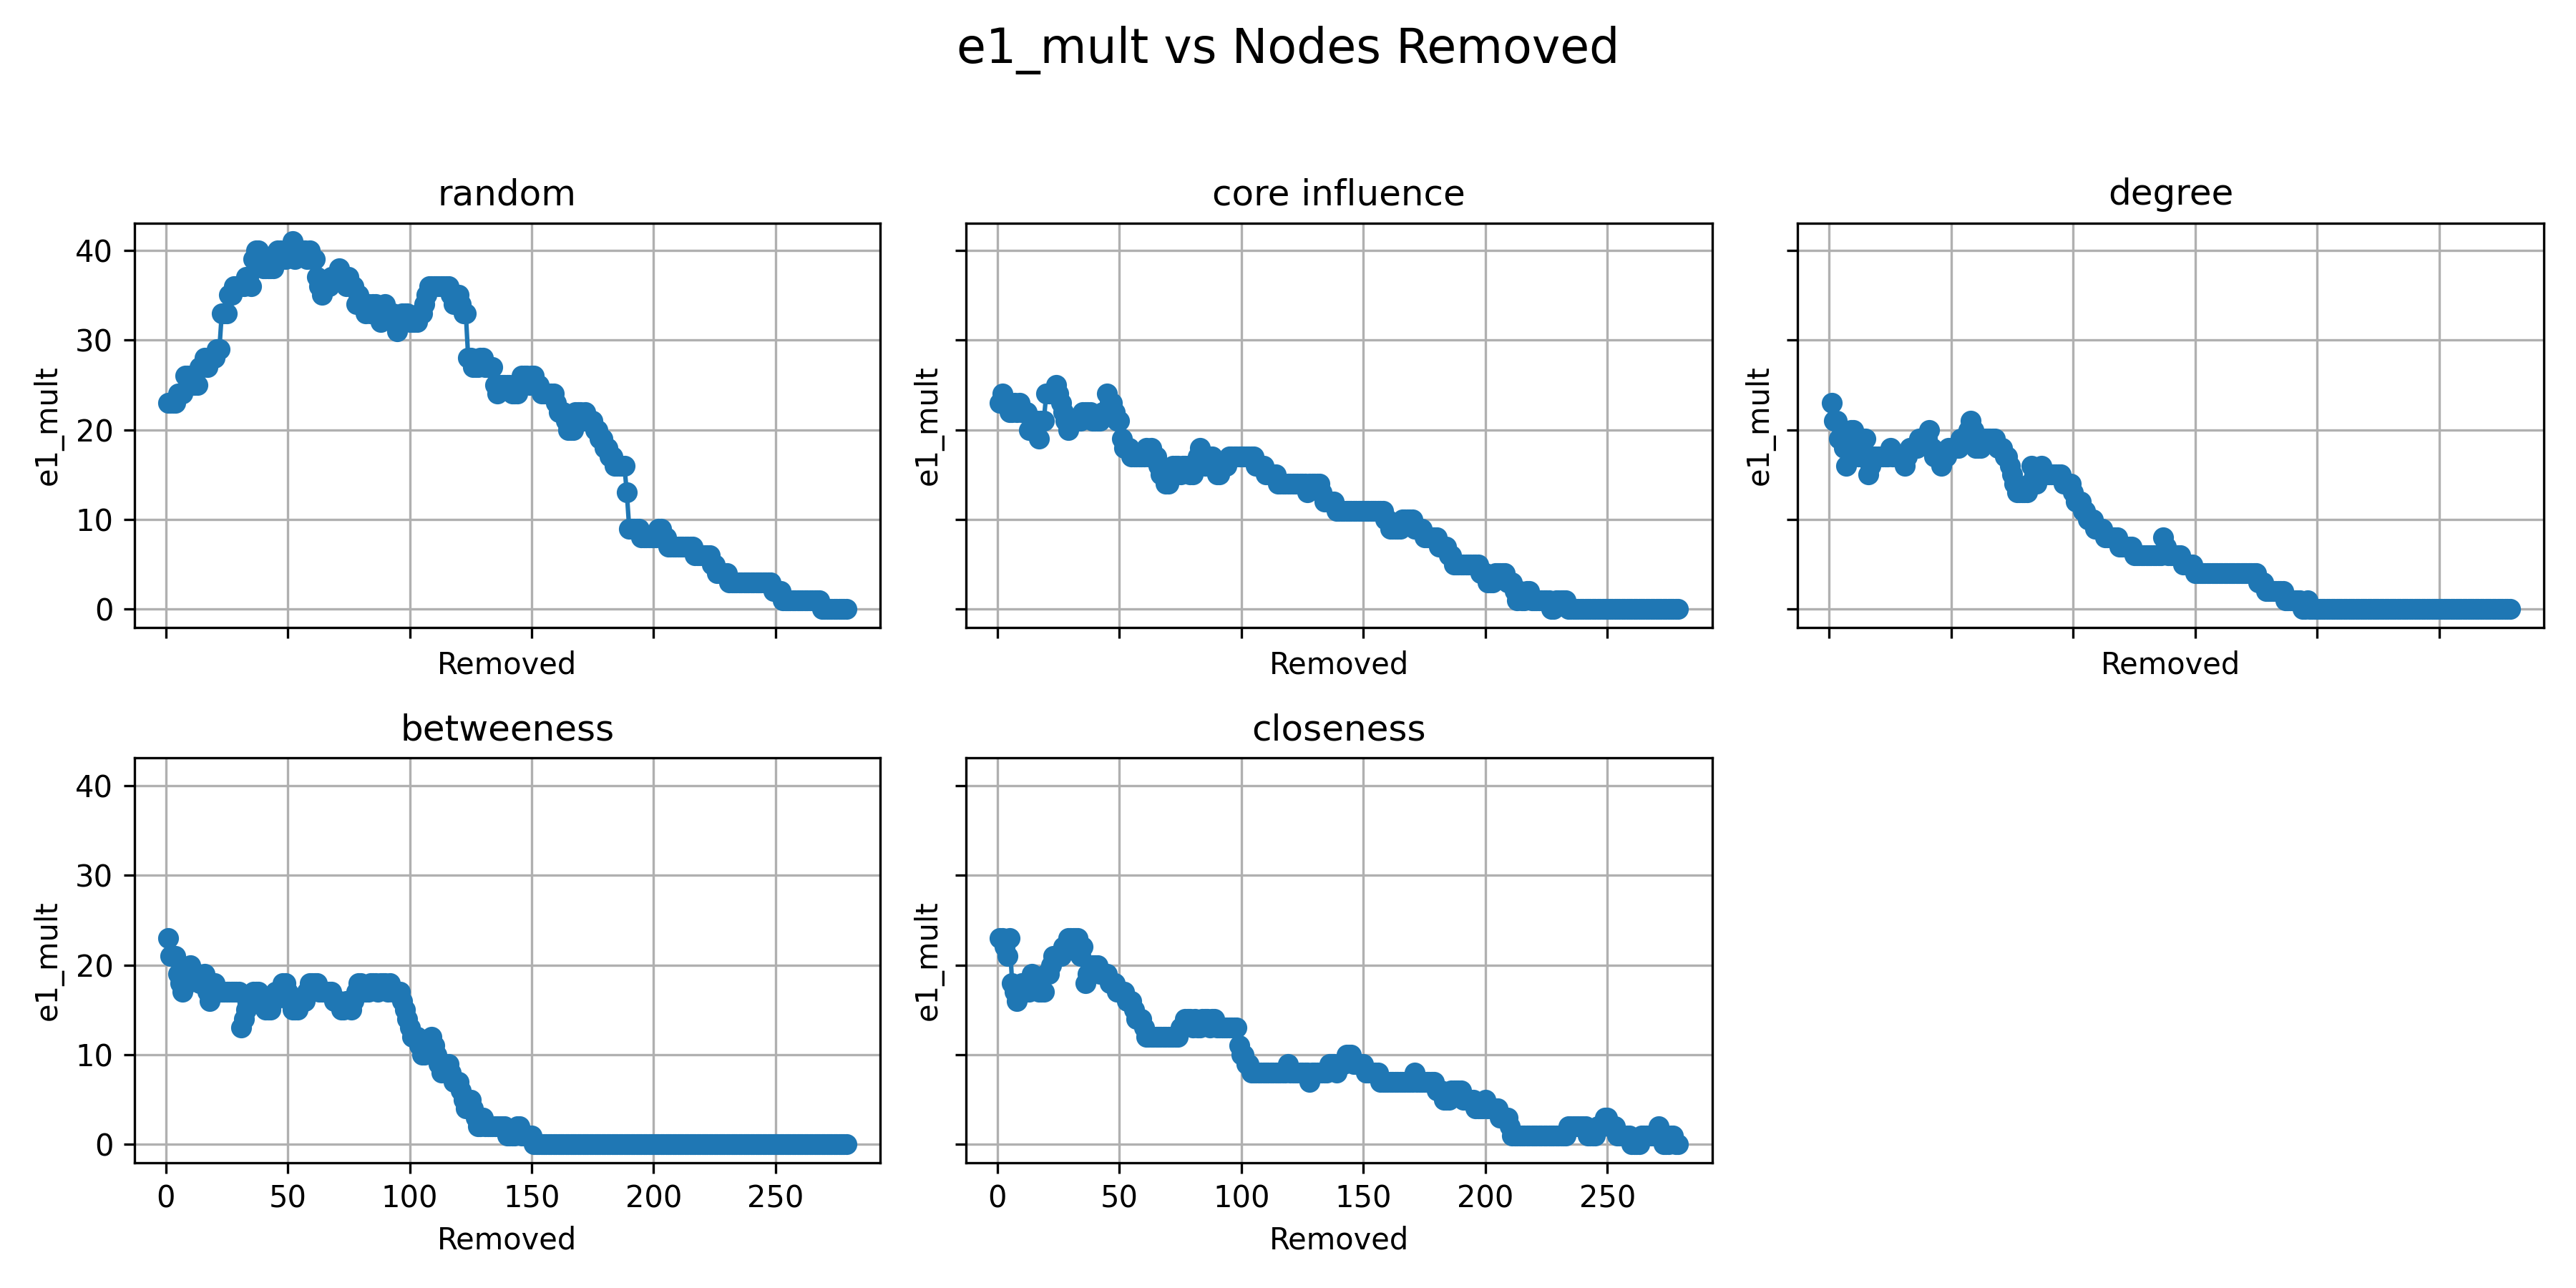 e1_mult vs Nodes Removed
random
core influence
degree
40
30
20
10
0
e1_mult
e1_mult
e1_mult
Removed
Removed
Removed
betweeness
closeness
40
30
20
10
0
e1_mult
e1_mult
0 50 100 150 200 250
0 50 100 150 200 250
Removed
Removed